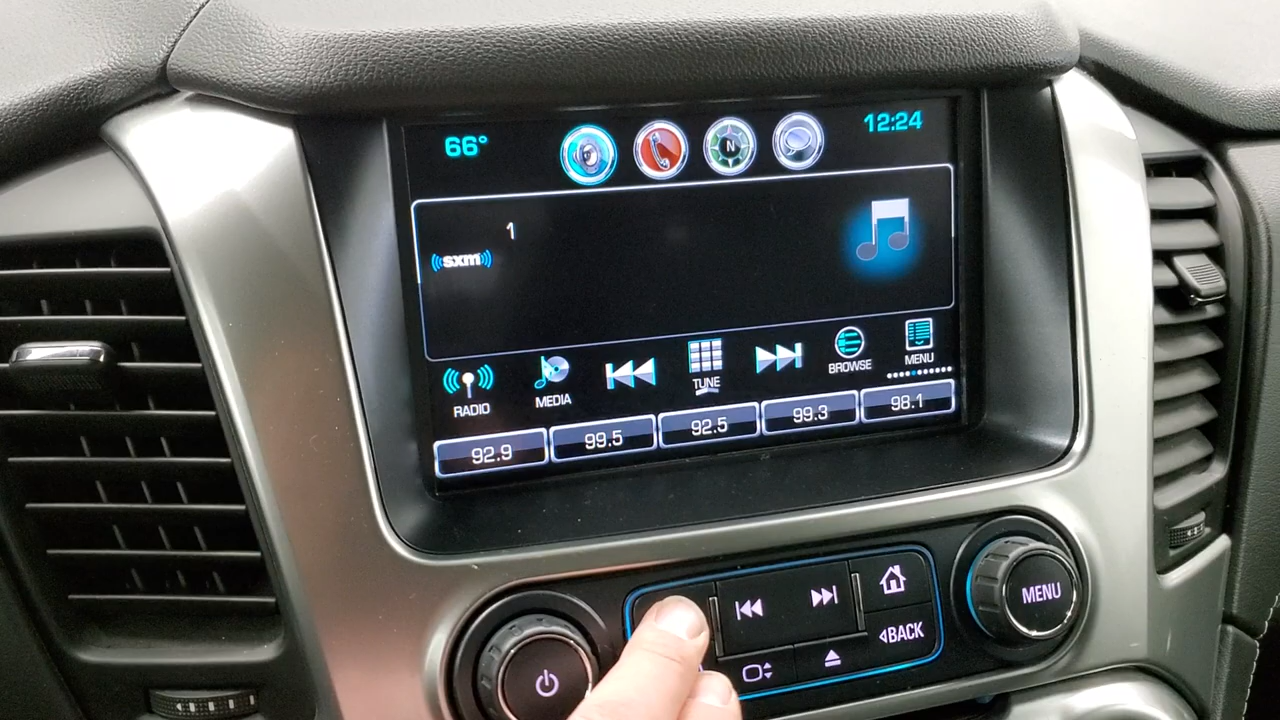 66°
N
12:24
1
sxm
RADIO
MEDIA
TUNE
BROWSE
MENU
92.9
99.5
92.5
99.3
98.1
MENU
BACK